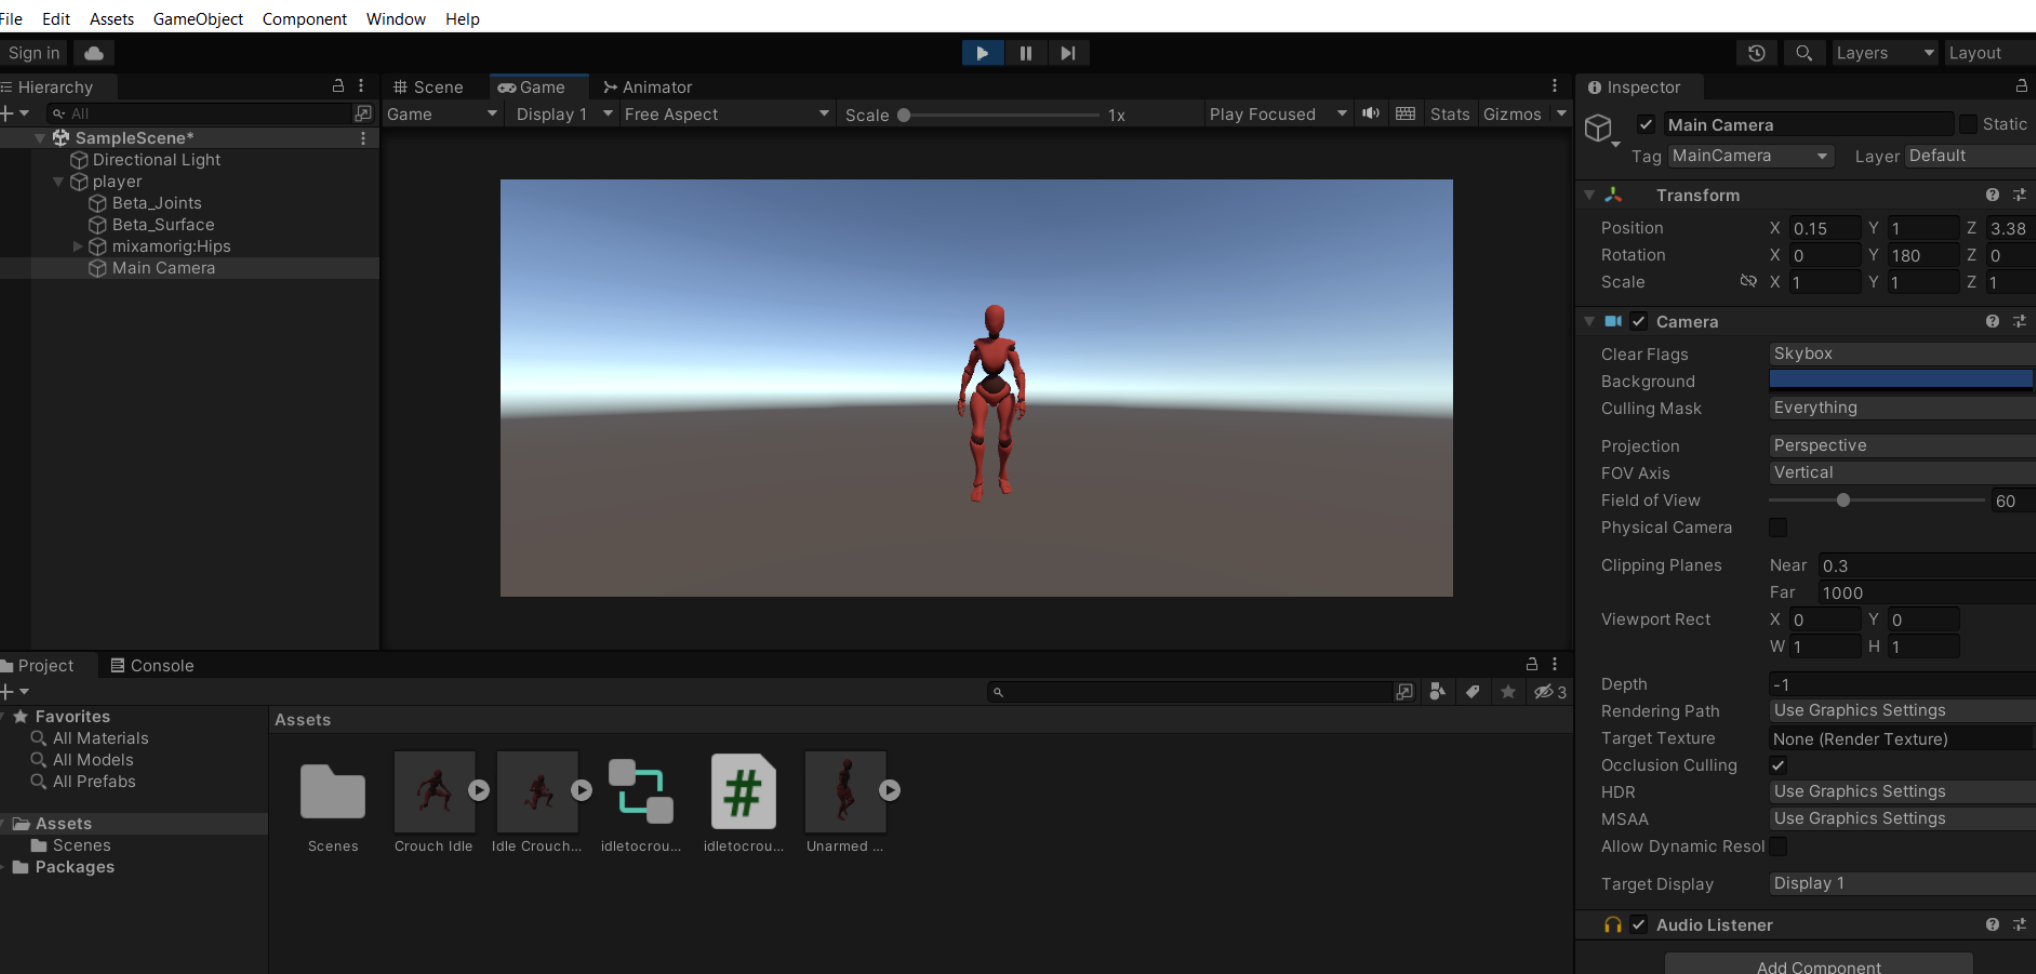 File Edit Assets GameObject Component Window Help
Sign in
Layers
Layout
Hierarchy
All
SampleScene*
Directional Light
player
Beta_Joints
Beta_Surface
mixamorig:Hips
Main Camera
Scene Game Animator
Game Display 1 Free Aspect Scale 1x Play Focused Stats Gizmos
Inspector
Main Camera Static
Tag MainCamera Layer Default
Transform
Position X 0.15 Y 1 Z 3.38
Rotation X 0 Y 180 Z 0
Scale X 1 Y 1 Z 1
Camera
Clear Flags Skybox
Background
Culling Mask Everything
Projection Perspective
FOV Axis Vertical
Field of View 60
Physical Camera
Clipping Planes Near 0.3
Far 1000
Viewport Rect X 0 Y 0
W 1 H 1
Depth -1
Rendering Path Use Graphics Settings
Target Texture None (Render Texture)
Occlusion Culling
HDR Use Graphics Settings
MSAA Use Graphics Settings
Allow Dynamic Resol
Target Display Display 1
Audio Listener
Add Component
Project Console
3
Favorites
All Materials
All Models
All Prefabs
Assets
Scenes
Packages
Assets
Scenes Crouch Idle Idle Crouch... idletocrou... idletocrou... Unarmed ...